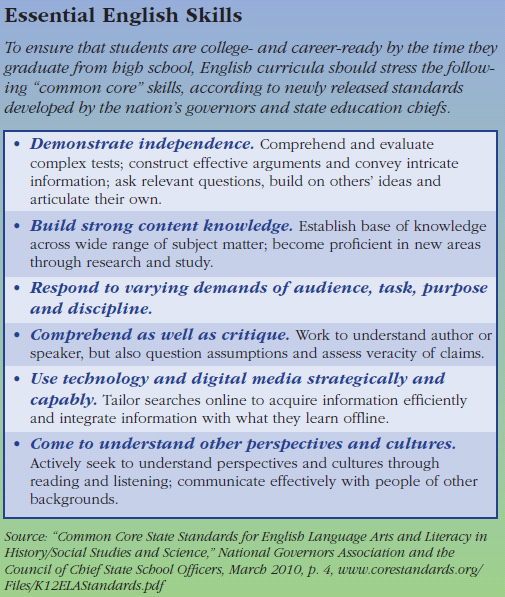 Essential English Skills
To ensure that students are college- and career-ready by the time they
graduate from high school, English curricula should stress the follow-
ing “common core” skills, according to newly released standards
developed by the nation’s governors and state education chiefs.
• Demonstrate independence. Comprehend and evaluate
complex tests; construct effective arguments and convey intricate
information; ask relevant questions, build on others’ ideas and
articulate their own.
• Build strong content knowledge. Establish base of knowledge
across wide range of subject matter; become proficient in new areas
through research and study.
• Respond to varying demands of audience, task, purpose
and discipline.
• Comprehend as well as critique. Work to understand author or
speaker, but also question assumptions and assess veracity of claims.
• Use technology and digital media strategically and
capably. Tailor searches online to acquire information efficiently
and integrate information with what they learn offline.
• Come to understand other perspectives and cultures.
Actively seek to understand perspectives and cultures through
reading and listening; communicate effectively with people of other
backgrounds.
Source: “Common Core State Standards for English Language Arts and Literacy in
History/Social Studies and Science,” National Governors Association and the
Council of Chief State School Officers, March 2010, p. 4, www.corestandards.org/
Files/K12ELAStandards.pdf